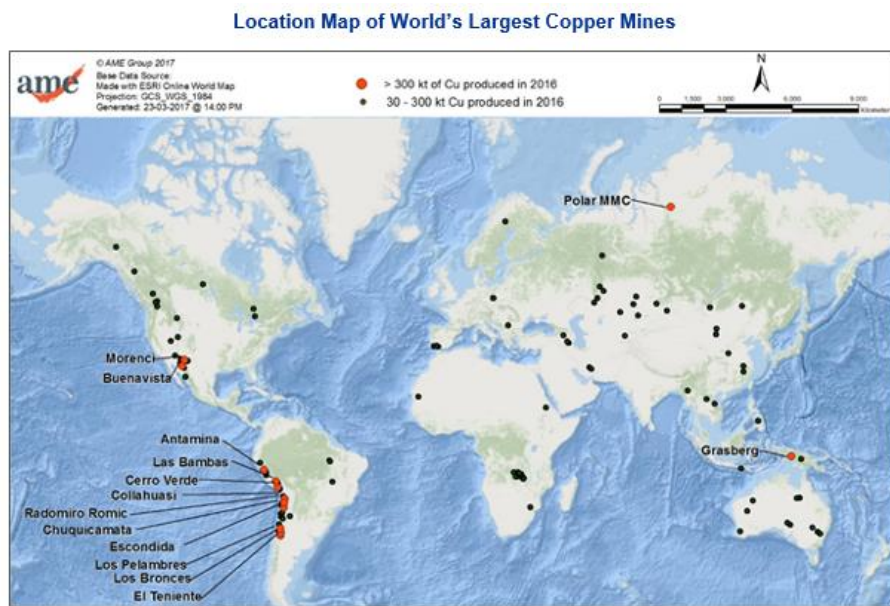 Location Map of World's Largest Copper Mines
ame
© AME Group 2017
Base Data Source:
Made with ESRI Online World Map
Projection: GCS_WGS_1984
Generated: 23-03-2017 @ 14:00 PM
> 300 kt of Cu produced in 2016
30 - 300 kt Cu produced in 2016
N
0
Polar MMC
Morenci
Buenavista
Antamina
Las Bambas
Cerro Verde
Collahuasi
Radomiro Romic
Chuquicamata
Escondida
Los Pelambres
Los Bronces
El Teniente
Grasberg